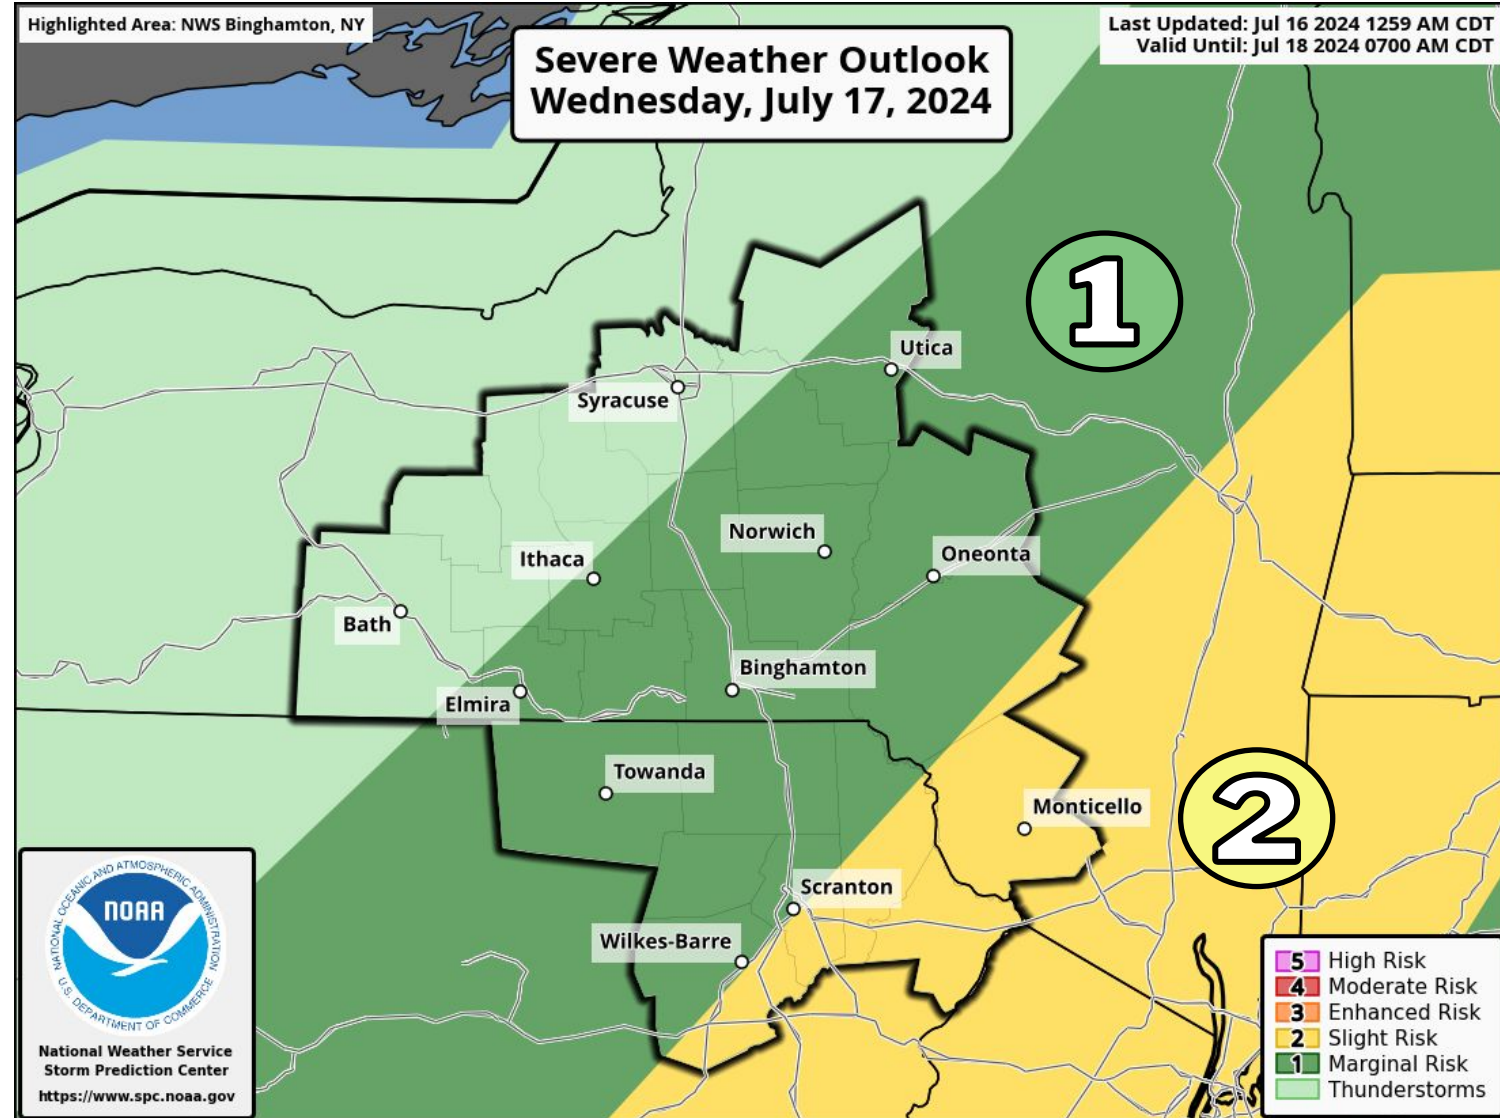 Highlighted Area: NWS Binghamton, NY
Last Updated: Jul 16 2024 1259 AM CDT
Valid Until: Jul 18 2024 0700 AM CDT
Severe Weather Outlook
Wednesday, July 17, 2024
1
Utica
Syracuse
Norwich
Oneonta
Ithaca
Bath
Binghamton
Elmira
Towanda
Monticello
2
Scranton
Wilkes-Barre
NATIONAL OCEANIC AND ATMOSPHERIC ADMINISTRATION
NOAA
U.S. DEPARTMENT OF COMMERCE
National Weather Service
Storm Prediction Center
https://www.spc.noaa.gov
5 High Risk
4 Moderate Risk
3 Enhanced Risk
2 Slight Risk
1 Marginal Risk
Thunderstorms